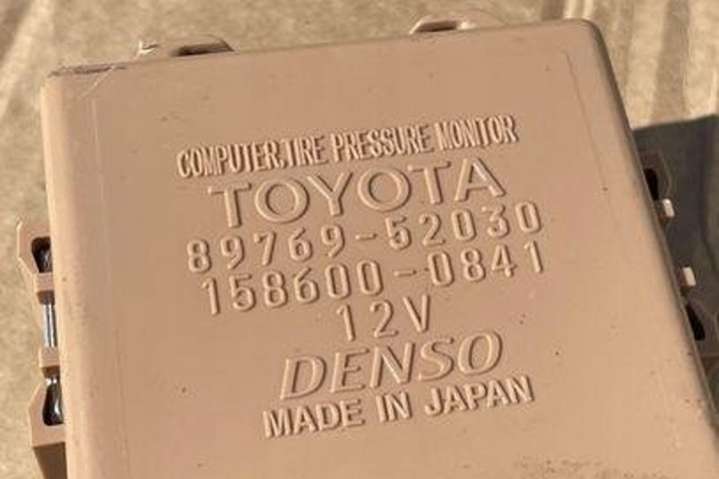 COMPUTER,TIRE PRESSURE MONITOR
TOYOTA
89769-52030
158600-0841
12V
DENSO
MADE IN JAPAN